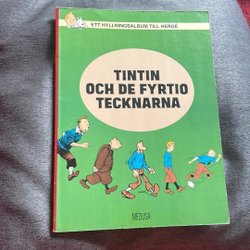 ETT HYLLNINGSALBUM TILL HERGÉ
TINTIN
OCH DE FYRTIO
TECKNARNA
MEDUSA